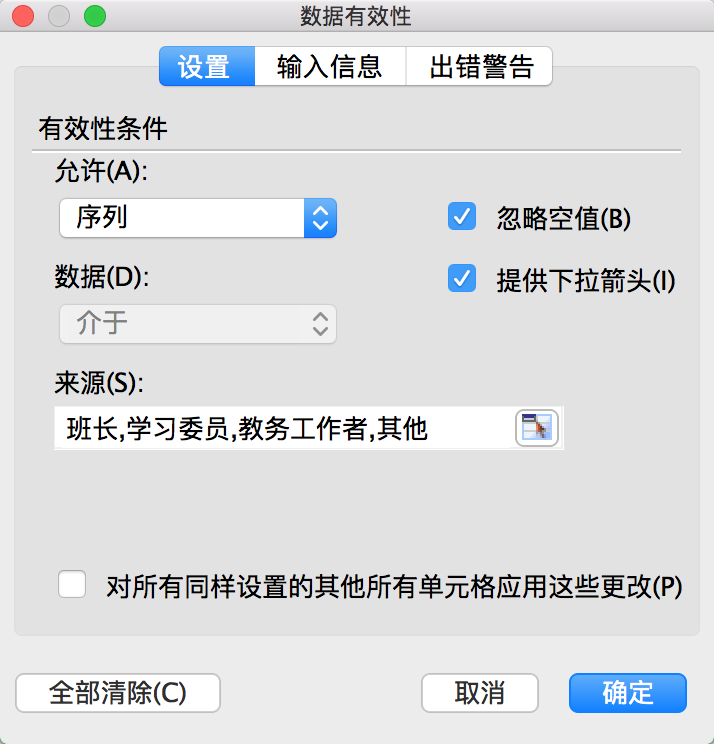 数据有效性
设置 输入信息 出错警告
有效性条件
允许(A):
序列
忽略空值(B)
数据(D):
提供下拉箭头(I)
介于
来源(S):
班长,学习委员,教务工作者,其他
对所有同样设置的其他所有单元格应用这些更改(P)
全部清除(C) 取消 确定